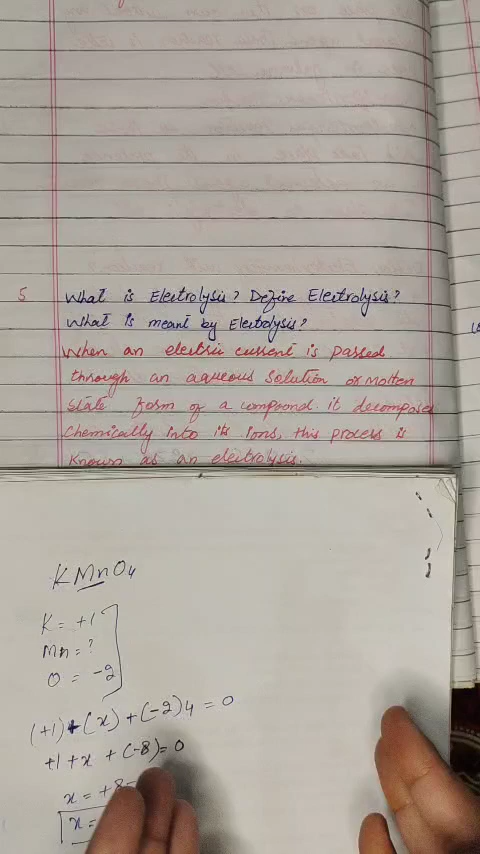 5 What is Electrolysis? Define Electrolysis?
What is meant by Electolysis?
When an electric current is passed
through an aqueous solution or molten
state form of a compound. it decomposes
chemically into its ions, this process is
known as an electrolysis.
KMnO4
K = +1
Mn = ?
O = -2
(+1) + (x) + (-2)4 = 0
+1 + x + (-8) = 0
x = +8-
x =